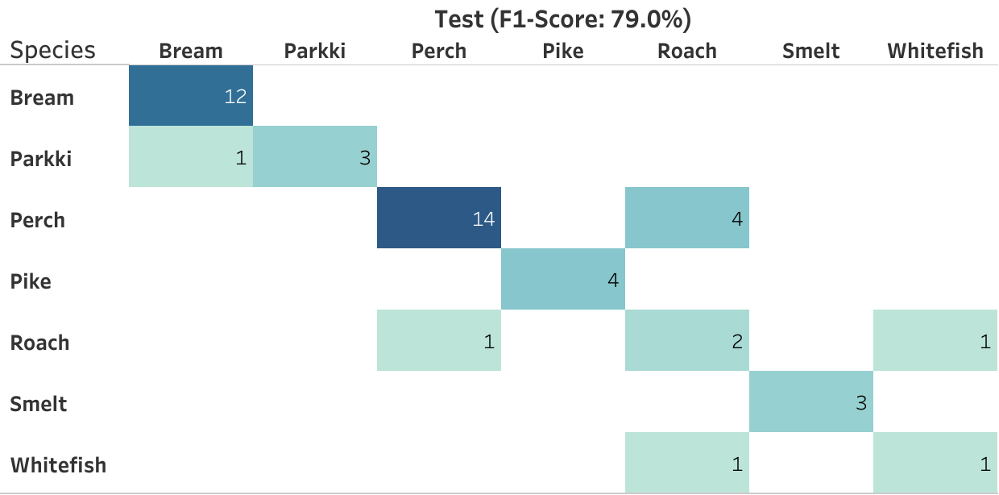 Test (F1-Score: 79.0%)
Species Bream Parkki Perch Pike Roach Smelt Whitefish
Bream 12
Parkki 1 3
Perch 14 4
Pike 4
Roach 1 2 1
Smelt 3
Whitefish 1 1